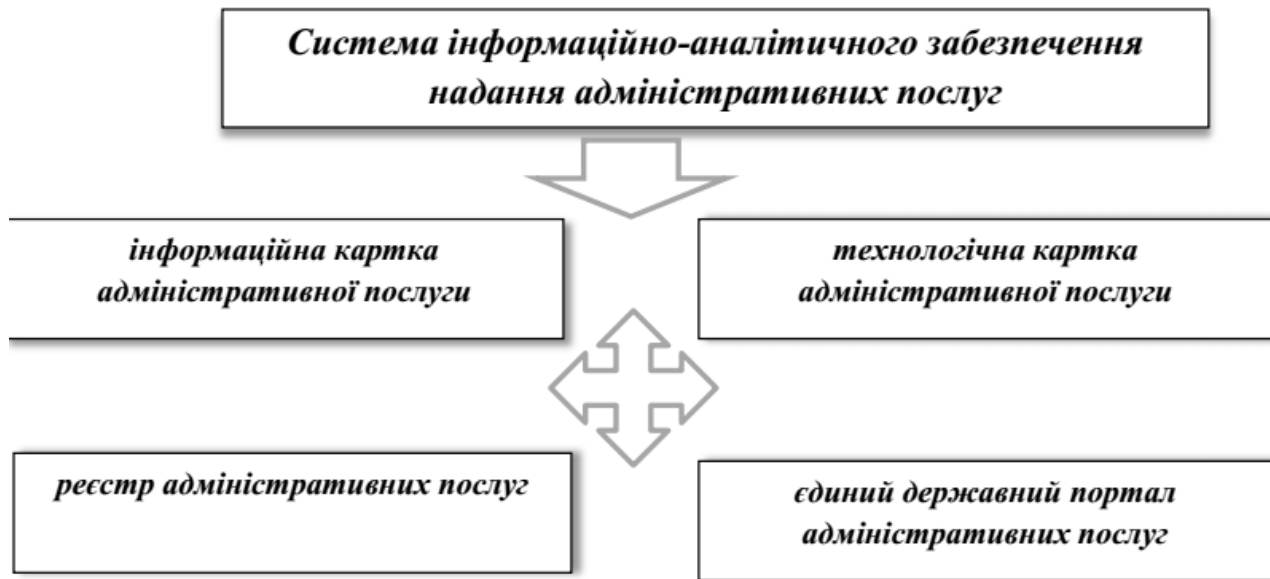 Система інформаційно-аналітичного забезпечення
надання адміністративних послуг
інформаційна картка
адміністративної послуги
технологічна картка
адміністративної послуги
реєстр адміністративних послуг
єдиний державний портал
адміністративних послуг